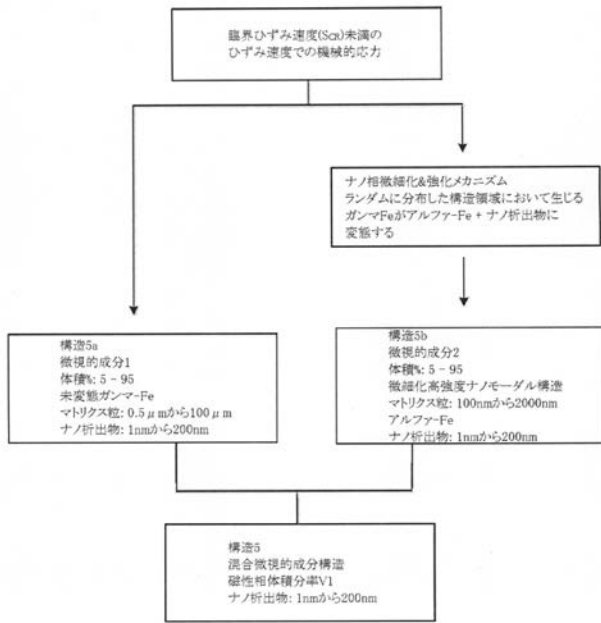 臨界ひずみ速度(SCR)未満の
ひずみ速度での機械的応力
ナノ相微細化&強化メカニズム
ランダムに分布した構造領域において生じる
ガンマFeがアルファ-Fe + ナノ析出物に
変態する
構造5a
微視的成分1
体積%: 5 - 95
未変態ガンマ-Fe
マトリクス粒: 0.5μmから100μm
ナノ析出物: 1nmから200nm
構造5b
微視的成分2
体積%: 5 - 95
微細化高強度ナノモーダル構造
マトリクス粒: 100nmから2000nm
アルファ-Fe
ナノ析出物: 1nmから200nm
構造5
混合微視的成分構造
磁性相体積分率V1
ナノ析出物: 1nmから200nm